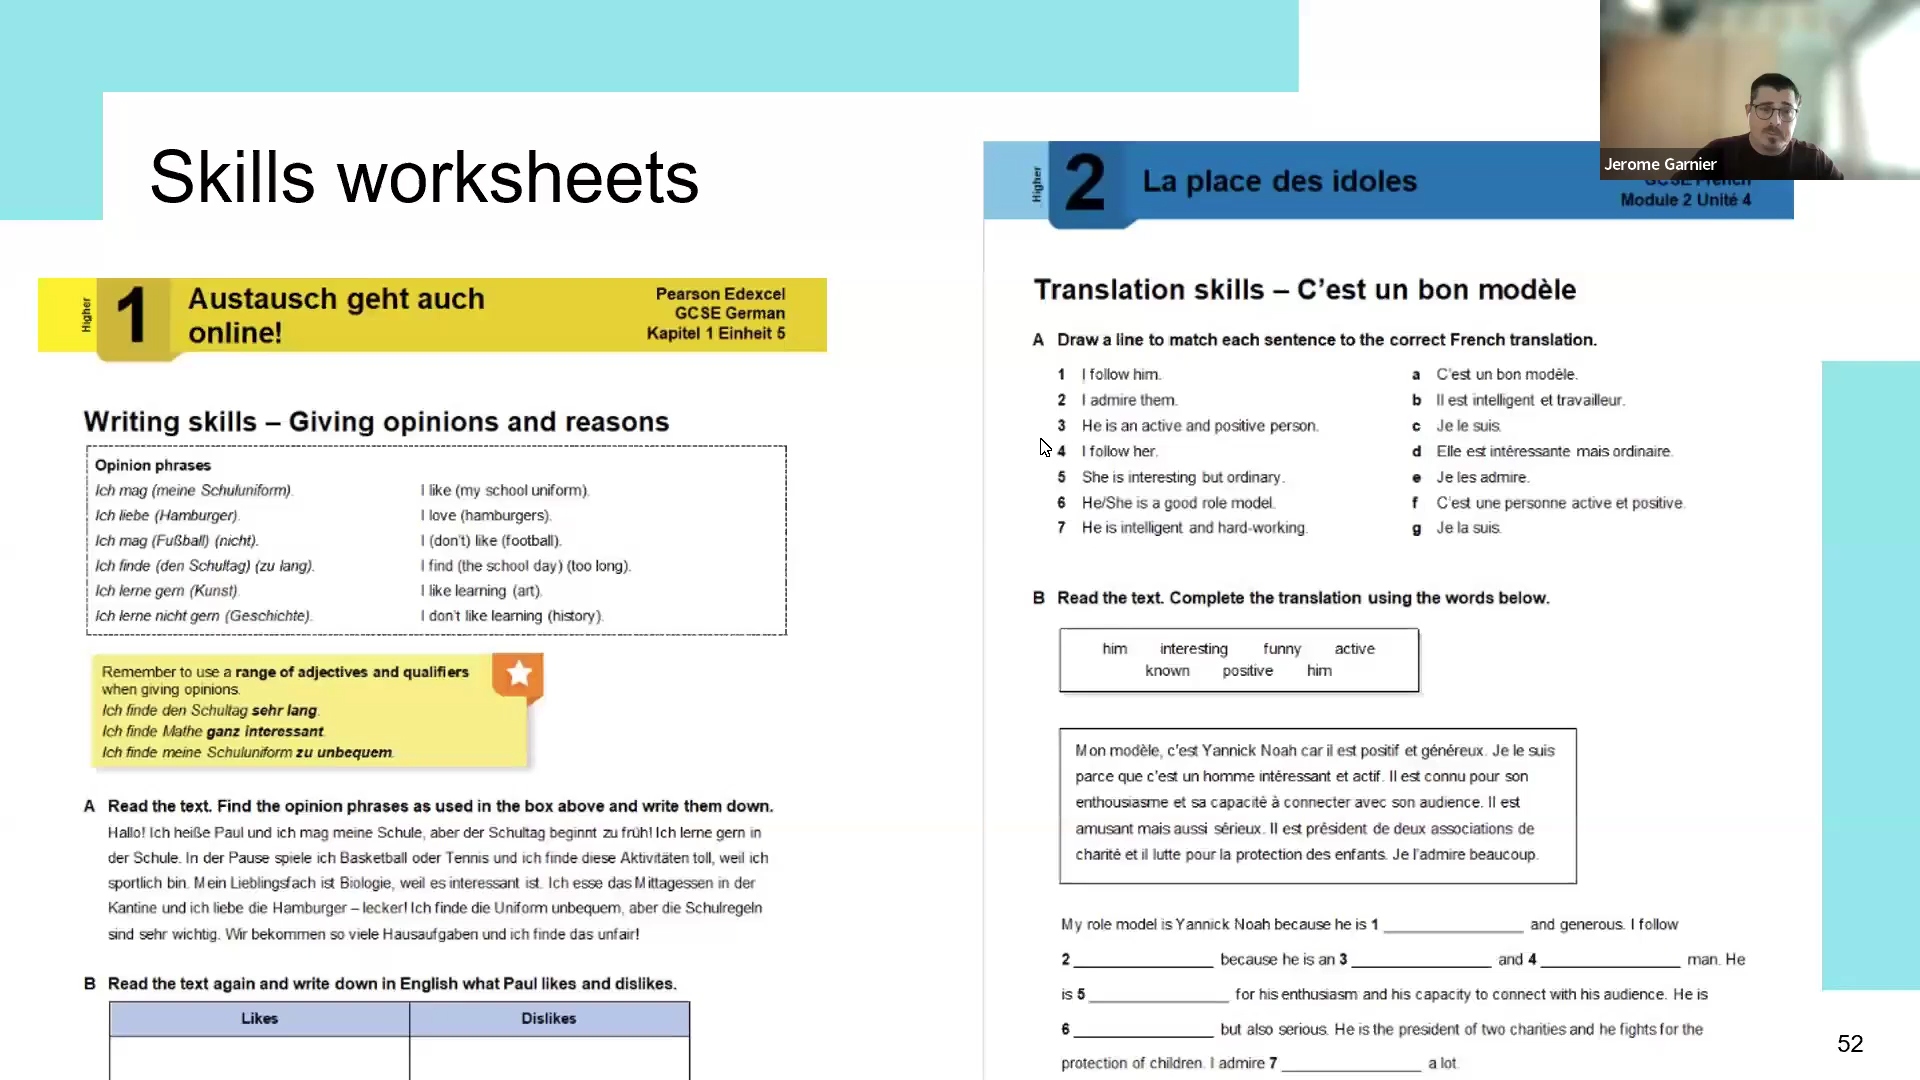 Skills worksheets
Higher
1
Austausch geht auch
online!
Pearson Edexcel
GCSE German
Kapitel 1 Einheit 5
Writing skills – Giving opinions and reasons
Opinion phrases
Ich mag (meine Schuluniform). I like (my school uniform).
Ich liebe (Hamburger). I love (hamburgers).
Ich mag (Fußball) (nicht). I (don't) like (football).
Ich finde (den Schultag) (zu lang). I find (the school day) (too long).
Ich lerne gern (Kunst). I like learning (art).
Ich lerne nicht gern (Geschichte). I don't like learning (history).
Remember to use a range of adjectives and qualifiers
when giving opinions.
Ich finde den Schultag sehr lang.
Ich finde Mathe ganz interessant.
Ich finde meine Schuluniform zu unbequem.
A Read the text. Find the opinion phrases as used in the box above and write them down.
Hallo! Ich heiße Paul und ich mag meine Schule, aber der Schultag beginnt zu früh! Ich lerne gern in
der Schule. In der Pause spiele ich Basketball oder Tennis und ich finde diese Aktivitäten toll, weil ich
sportlich bin. Mein Lieblingsfach ist Biologie, weil es interessant ist. Ich esse das Mittagessen in der
Kantine und ich liebe die Hamburger – lecker! Ich finde die Uniform unbequem, aber die Schulregeln
sind sehr wichtig. Wir bekommen so viele Hausaufgaben und ich finde das unfair!
B Read the text again and write down in English what Paul likes and dislikes.
Likes Dislikes
Higher
2
La place des idoles
GCSE French
Module 2 Unité 4
Jerome Garnier
Translation skills – C'est un bon modèle
A Draw a line to match each sentence to the correct French translation.
1 I follow him. a C'est un bon modèle.
2 I admire them. b Il est intelligent et travailleur.
3 He is an active and positive person. c Je le suis.
4 I follow her. d Elle est intéressante mais ordinaire.
5 She is interesting but ordinary. e Je les admire.
6 He/She is a good role model. f C'est une personne active et positive.
7 He is intelligent and hard-working. g Je la suis.
B Read the text. Complete the translation using the words below.
him interesting funny active
known positive him
Mon modèle, c'est Yannick Noah car il est positif et généreux. Je le suis
parce que c'est un homme intéressant et actif. Il est connu pour son
enthousiasme et sa capacité à connecter avec son audience. Il est
amusant mais aussi sérieux. Il est président de deux associations de
charité et il lutte pour la protection des enfants. Je l'admire beaucoup.
My role model is Yannick Noah because he is 1 ________ and generous. I follow
2 ________ because he is an 3 ________ and 4 ________ man. He
is 5 ________ for his enthusiasm and his capacity to connect with his audience. He is
6 ________ but also serious. He is the president of two charities and he fights for the
protection of children. I admire 7 ________ a lot.
52